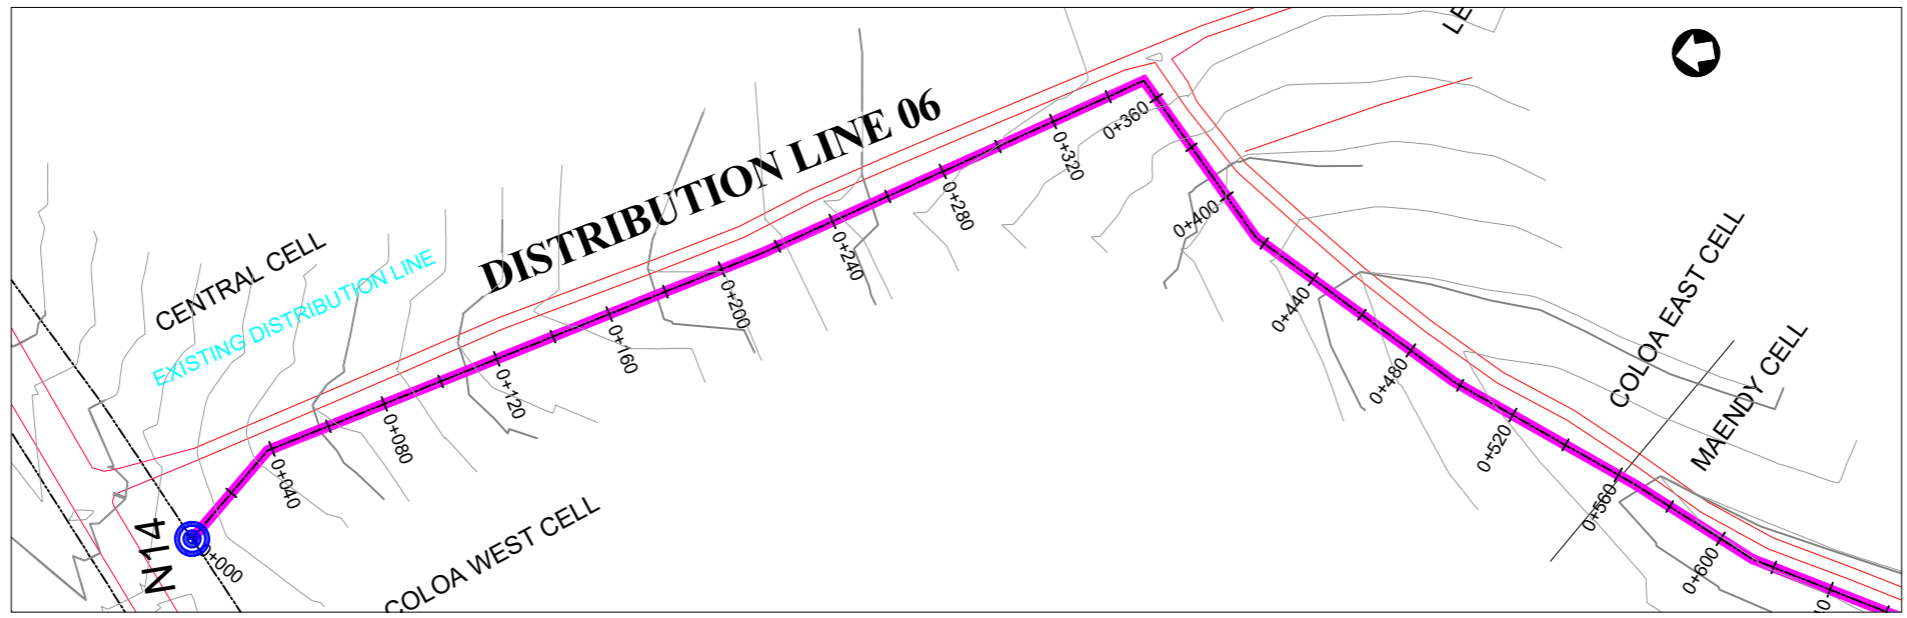 DISTRIBUTION LINE 06
CENTRAL CELL
EXISTING DISTRIBUTION LINE
COLOA WEST CELL
COLOA EAST CELL
MAENDY CELL
N14
0+000
0+040
0+080
0+120
0+160
0+200
0+240
0+280
0+320
0+360
0+400
0+440
0+480
0+520
0+560
0+600